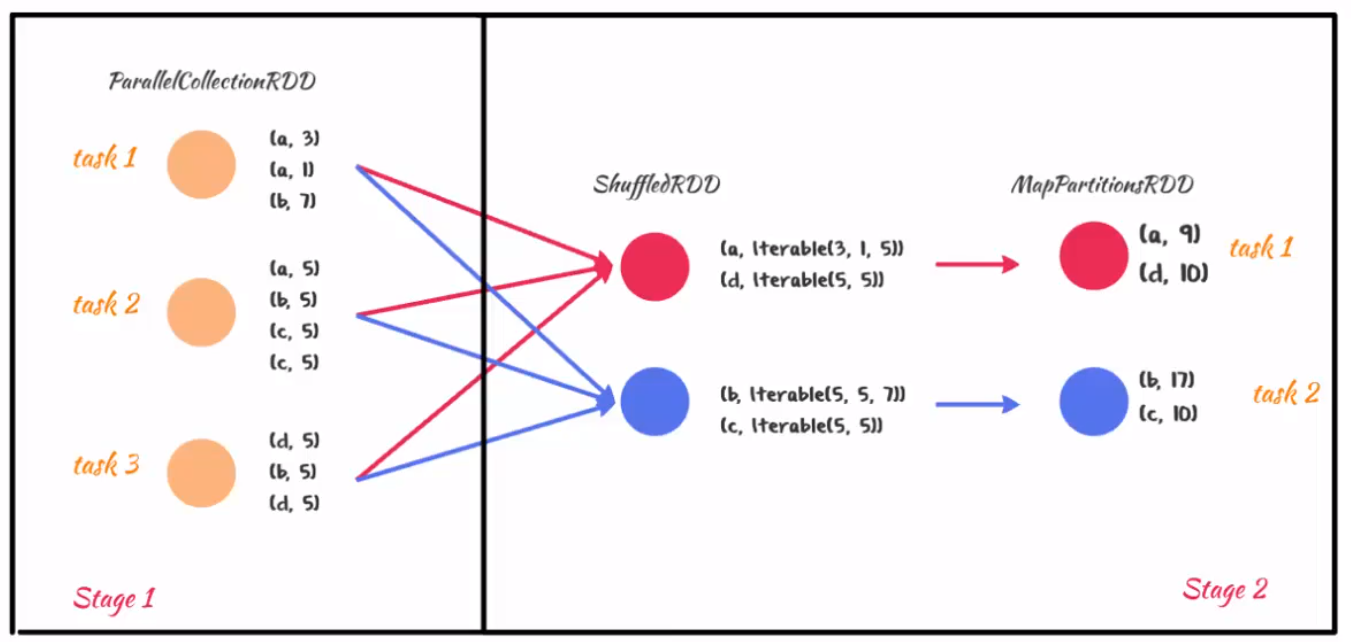 ParallelCollectionRDD
task 1
(a, 3)
(a, 1)
(b, 7)
task 2
(a, 5)
(b, 5)
(c, 5)
(c, 5)
task 3
(d, 5)
(b, 5)
(d, 5)
Stage 1
ShuffledRDD
(a, Iterable(3, 1, 5))
(d, Iterable(5, 5))
(b, Iterable(5, 5, 7))
(c, Iterable(5, 5))
MapPartitionsRDD
(a, 9)
(d, 10)
task 1
(b, 17)
(c, 10)
task 2
Stage 2